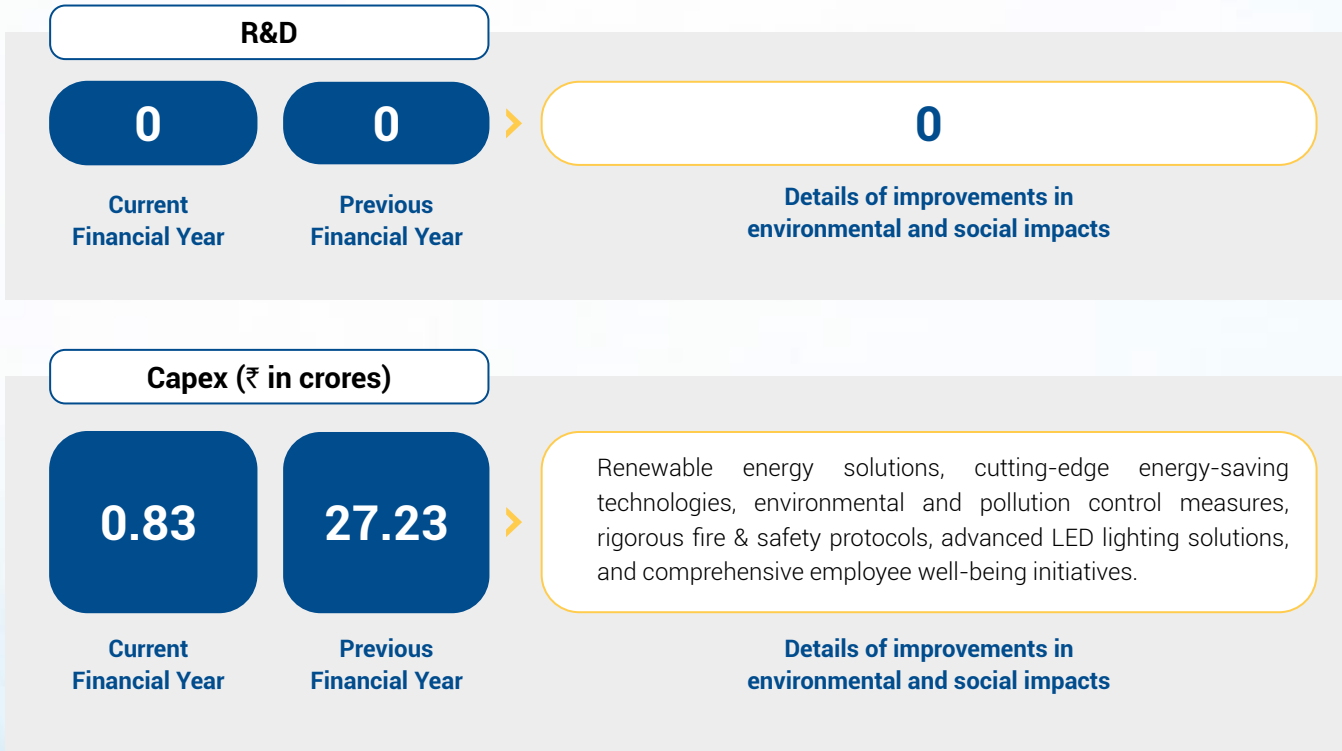 R&D
0
0
0
Current
Financial Year
Previous
Financial Year
Details of improvements in
environmental and social impacts
Capex (₹ in crores)
0.83
27.23
Renewable energy solutions, cutting-edge energy-saving
technologies, environmental and pollution control measures,
rigorous fire & safety protocols, advanced LED lighting solutions,
and comprehensive employee well-being initiatives.
Current
Financial Year
Previous
Financial Year
Details of improvements in
environmental and social impacts